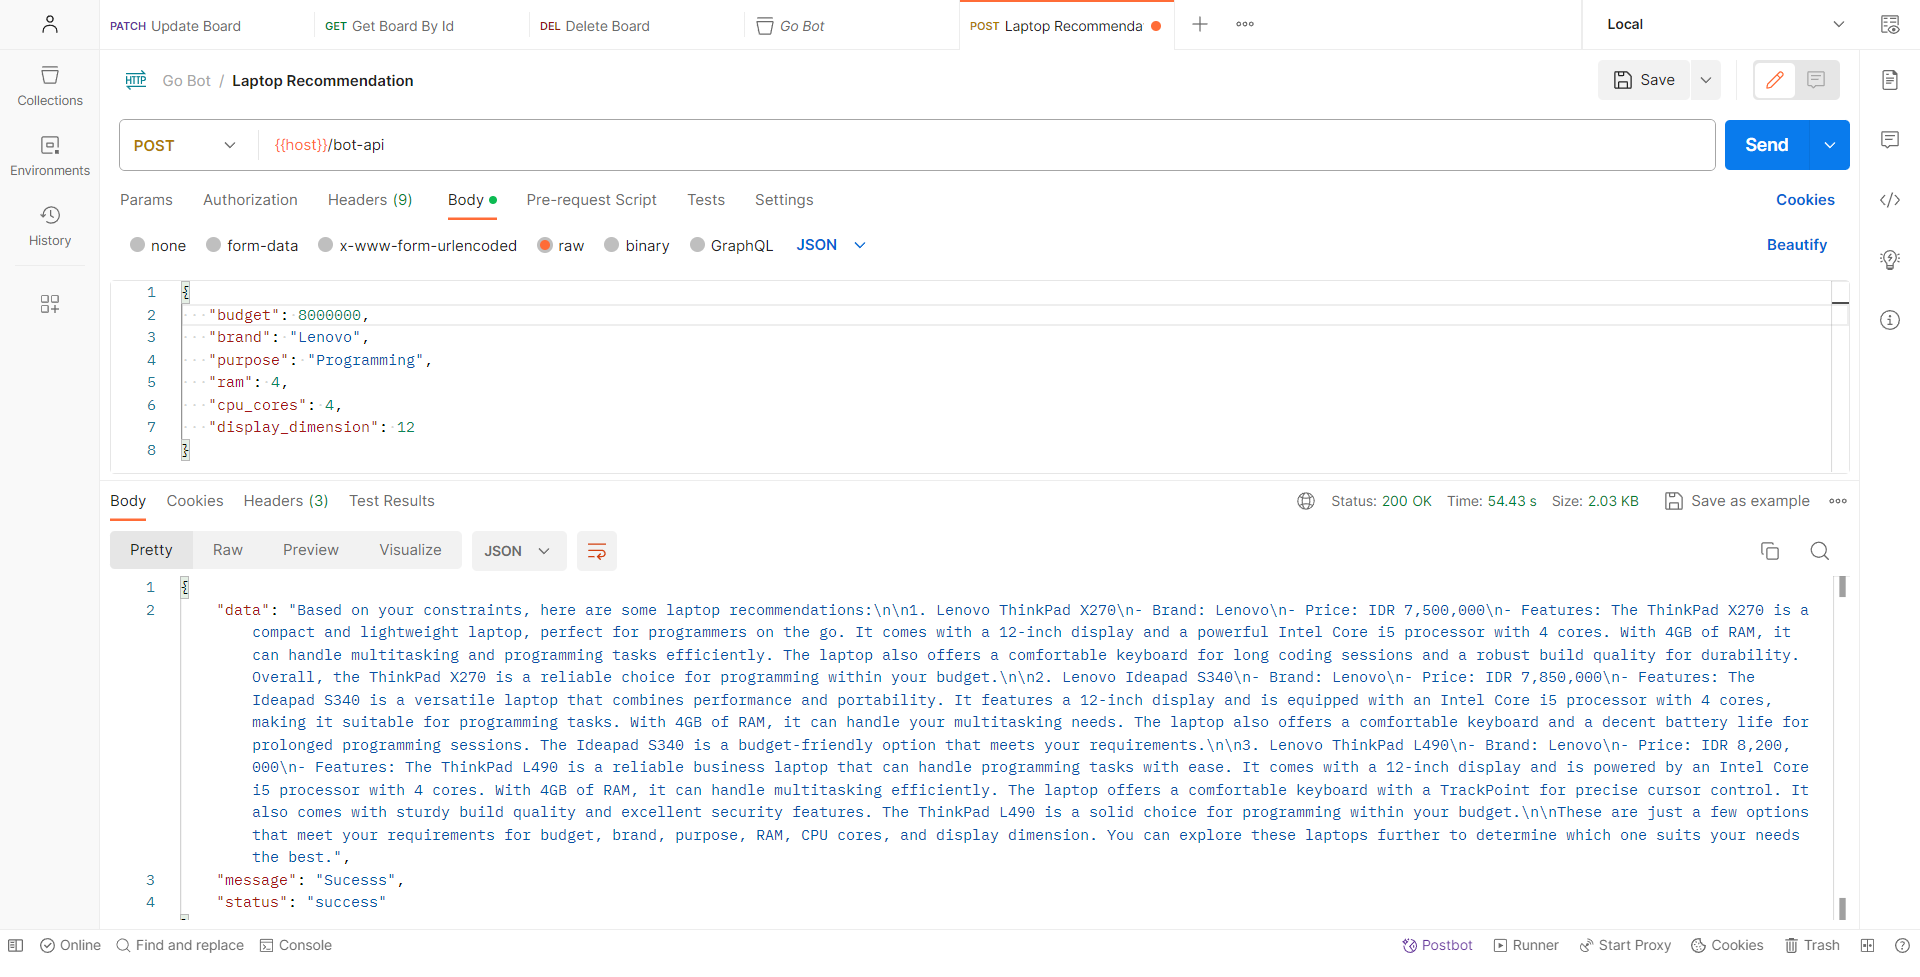 PATCH Update Board
GET Get Board By Id
DEL Delete Board
Go Bot
POST Laptop Recommenda
Local
Collections
Environments
History
HTTP Go Bot / Laptop Recommendation
Save
POST
{{host}}/bot-api
Send
Params Authorization Headers (9) Body Pre-request Script Tests Settings
Cookies
none form-data x-www-form-urlencoded raw binary GraphQL JSON
Beautify
1 {
2 "budget": 8000000,
3 "brand": "Lenovo",
4 "purpose": "Programming",
5 "ram": 4,
6 "cpu_cores": 4,
7 "display_dimension": 12
8 }
Body Cookies Headers (3) Test Results
Status: 200 OK Time: 54.43 s Size: 2.03 KB Save as example
Pretty Raw Preview Visualize JSON
1 {
2 "data": "Based on your constraints, here are some laptop recommendations:\n\n1. Lenovo ThinkPad X270\n- Brand: Lenovo\n- Price: IDR 7,500,000\n- Features: The ThinkPad X270 is a
compact and lightweight laptop, perfect for programmers on the go. It comes with a 12-inch display and a powerful Intel Core i5 processor with 4 cores. With 4GB of RAM, it
can handle multitasking and programming tasks efficiently. The laptop also offers a comfortable keyboard for long coding sessions and a robust build quality for durability.
Overall, the ThinkPad X270 is a reliable choice for programming within your budget.\n\n2. Lenovo Ideapad S340\n- Brand: Lenovo\n- Price: IDR 7,850,000\n- Features: The
Ideapad S340 is a versatile laptop that combines performance and portability. It features a 12-inch display and is equipped with an Intel Core i5 processor with 4 cores,
making it suitable for programming tasks. With 4GB of RAM, it can handle your multitasking needs. The laptop also offers a comfortable keyboard and a decent battery life for
prolonged programming sessions. The Ideapad S340 is a budget-friendly option that meets your requirements.\n\n3. Lenovo ThinkPad L490\n- Brand: Lenovo\n- Price: IDR 8,200,
000\n- Features: The ThinkPad L490 is a reliable business laptop that can handle programming tasks with ease. It comes with a 12-inch display and is powered by an Intel Core
i5 processor with 4 cores. With 4GB of RAM, it can handle multitasking efficiently. The laptop offers a comfortable keyboard with a TrackPoint for precise cursor control. It
also comes with sturdy build quality and excellent security features. The ThinkPad L490 is a solid choice for programming within your budget.\n\nThese are just a few options
that meet your requirements for budget, brand, purpose, RAM, CPU cores, and display dimension. You can explore these laptops further to determine which one suits your needs
the best.",
3 "message": "Sucesss",
4 "status": "success"
Online Find and replace Console
Postbot Runner Start Proxy Cookies Trash